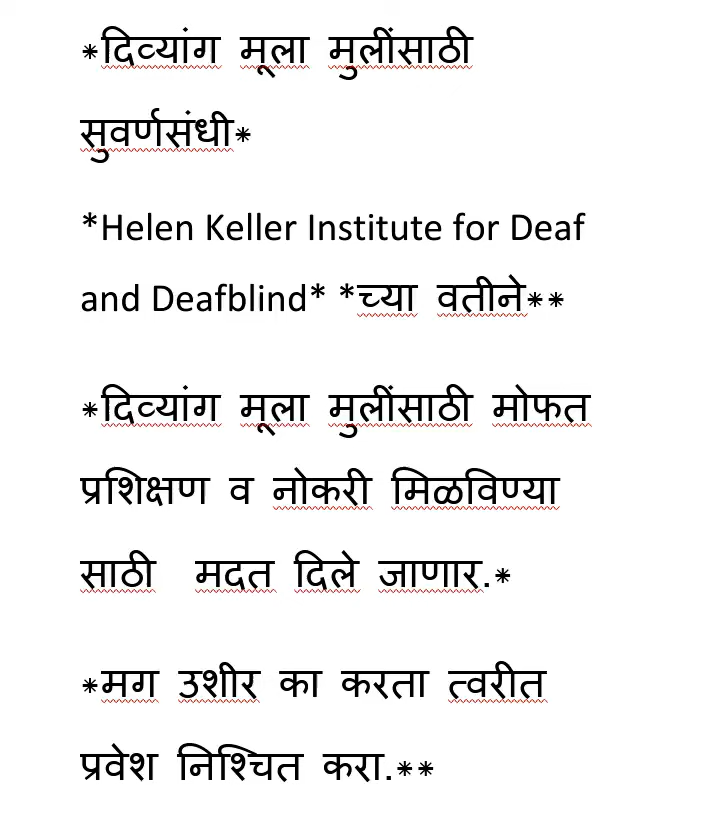 *दिव्यांग मूला मुलींसाठी
सुवर्णसंधी*
*Helen Keller Institute for Deaf
and Deafblind* *च्या वतीने**
*दिव्यांग मूला मुलींसाठी मोफत
प्रशिक्षण व नोकरी मिळविण्या
साठी मदत दिले जाणार.*
*मग उशीर का करता त्वरीत
प्रवेश निश्चित करा.**